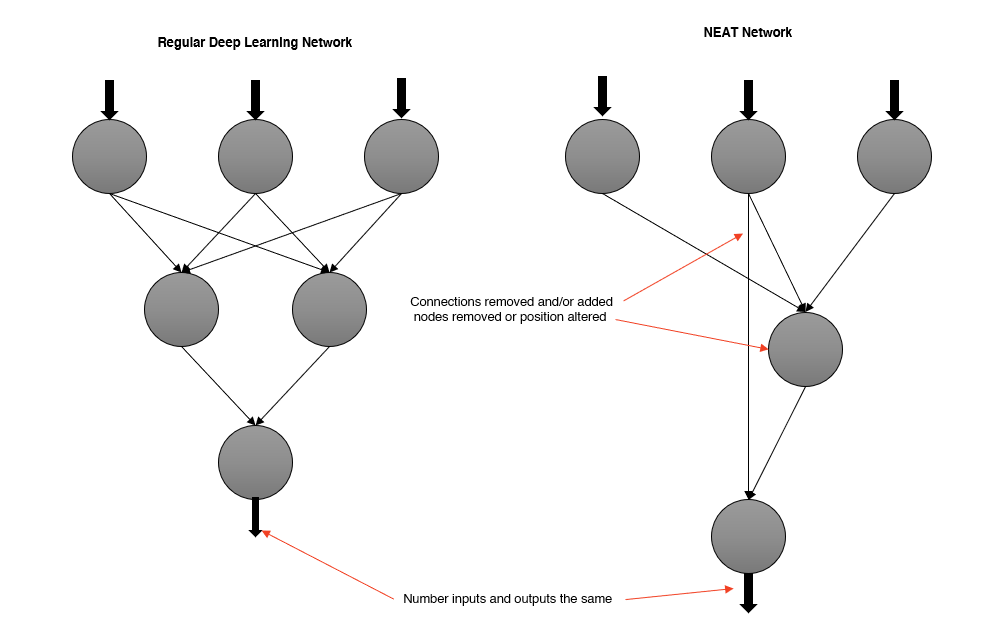 Regular Deep Learning Network
NEAT Network
Connections removed and/or added
nodes removed or position altered
Number inputs and outputs the same